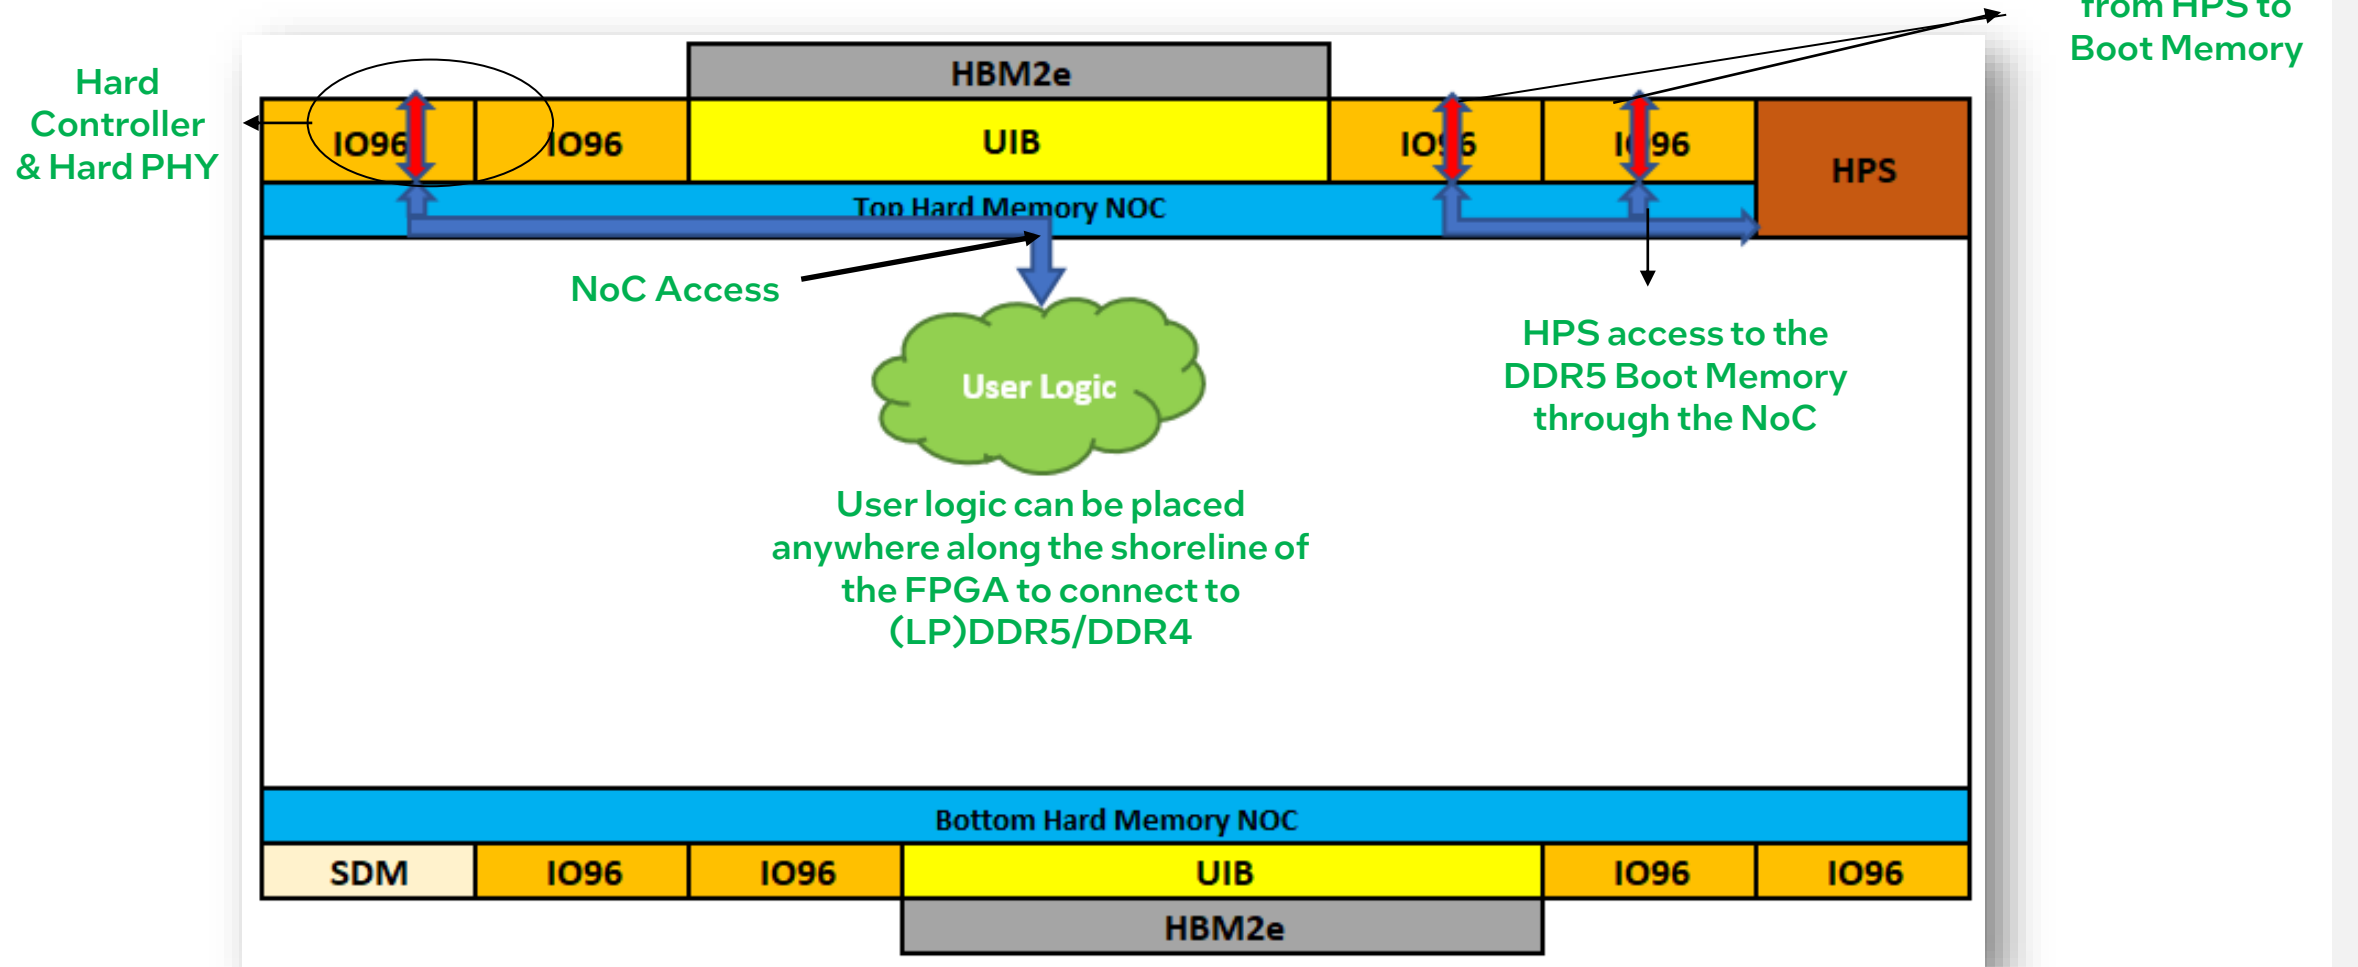 from HPS to
Boot Memory
Hard
Controller
& Hard PHY
HBM2e
IO96
IO96
UIB
IO96
IO96
HPS
Top Hard Memory NOC
NoC Access
User Logic
HPS access to the
DDR5 Boot Memory
through the NoC
User logic can be placed
anywhere along the shoreline of
the FPGA to connect to
(LP)DDR5/DDR4
Bottom Hard Memory NOC
SDM
IO96
IO96
UIB
IO96
IO96
HBM2e